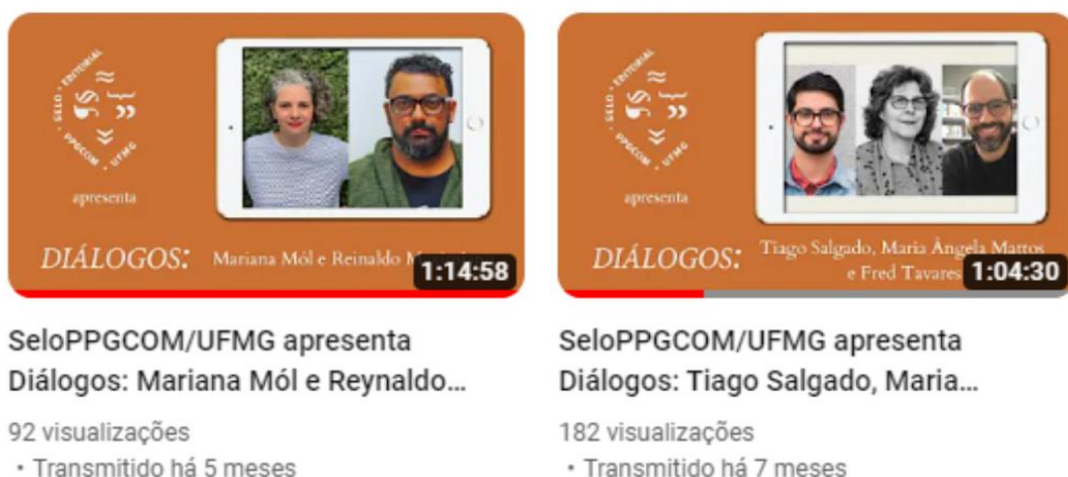 SELO • EDITORIAL
PPGCOM • UFMG
apresenta
DIÁLOGOS:
Mariana Mól e Reinaldo
1:14:58
SeloPPGCOM/UFMG apresenta
Diálogos: Mariana Mól e Reynaldo...
92 visualizações
• Transmitido há 5 meses
SELO • EDITORIAL
PPGCOM • UFMG
apresenta
DIÁLOGOS:
Tiago Salgado, Maria Ângela Mattos
e Fred Tavares
1:04:30
SeloPPGCOM/UFMG apresenta
Diálogos: Tiago Salgado, Maria...
182 visualizações
• Transmitido há 7 meses